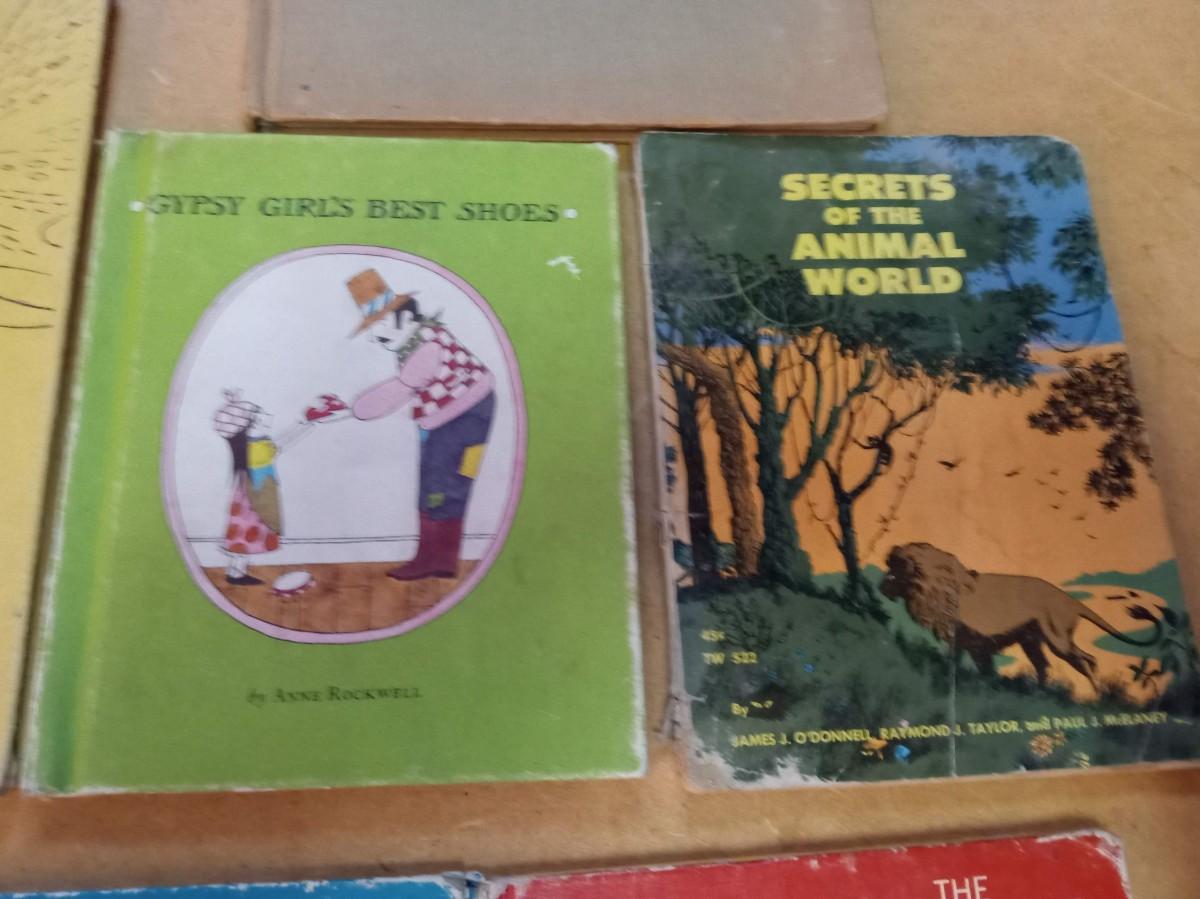 GYPSY GIRL'S BEST SHOES
by ANNE ROCKWELL
SECRETS
OF THE
ANIMAL
WORLD
45¢
TW 522
By
JAMES J. O'DONNELL, RAYMOND J. TAYLOR, and PAUL J. McELANEY
THE